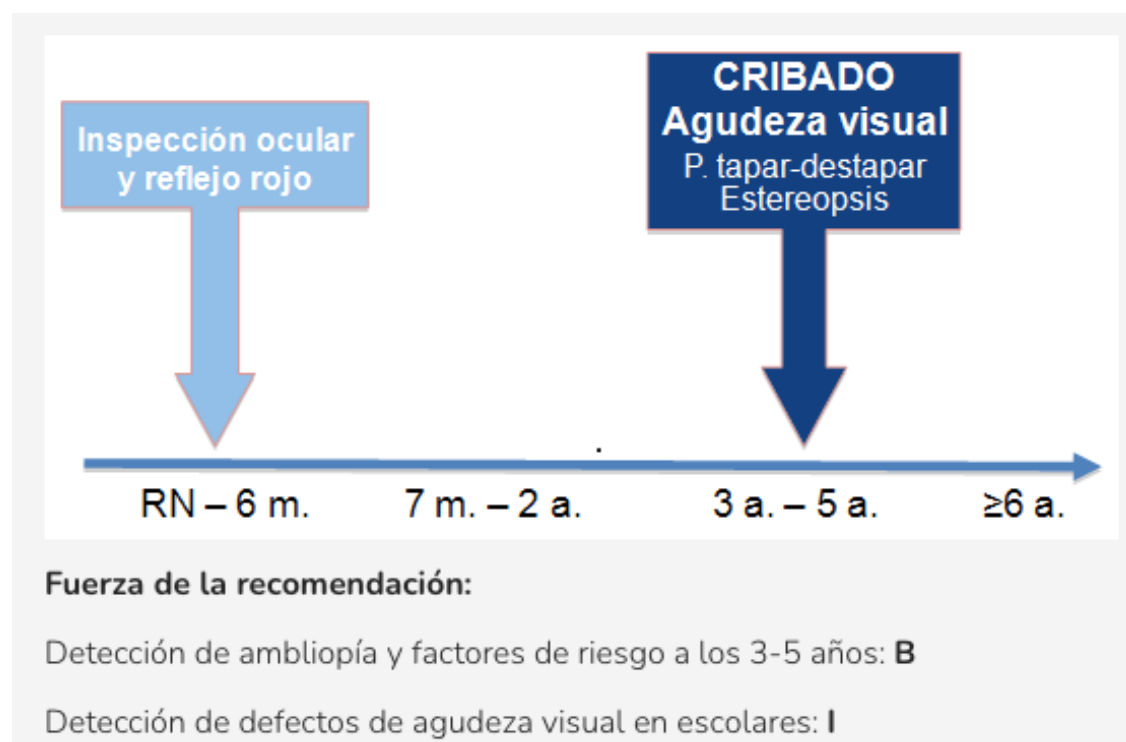 Inspección ocular
y reflejo rojo
CRIBADO
Agudeza visual
P. tapar-destapar
Estereopsis
RN – 6 m.
7 m. – 2 a.
3 a. – 5 a.
≥6 a.
Fuerza de la recomendación:
Detección de ambliopía y factores de riesgo a los 3-5 años: B
Detección de defectos de agudeza visual en escolares: I